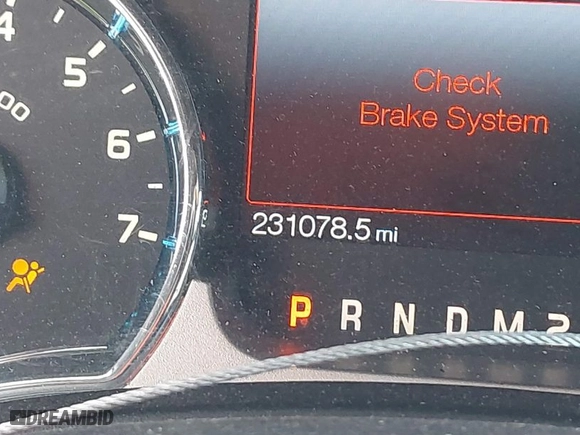 4
5
6
7
00
Check
Brake System
231078.5 mi
P R N D M
DREAMBID